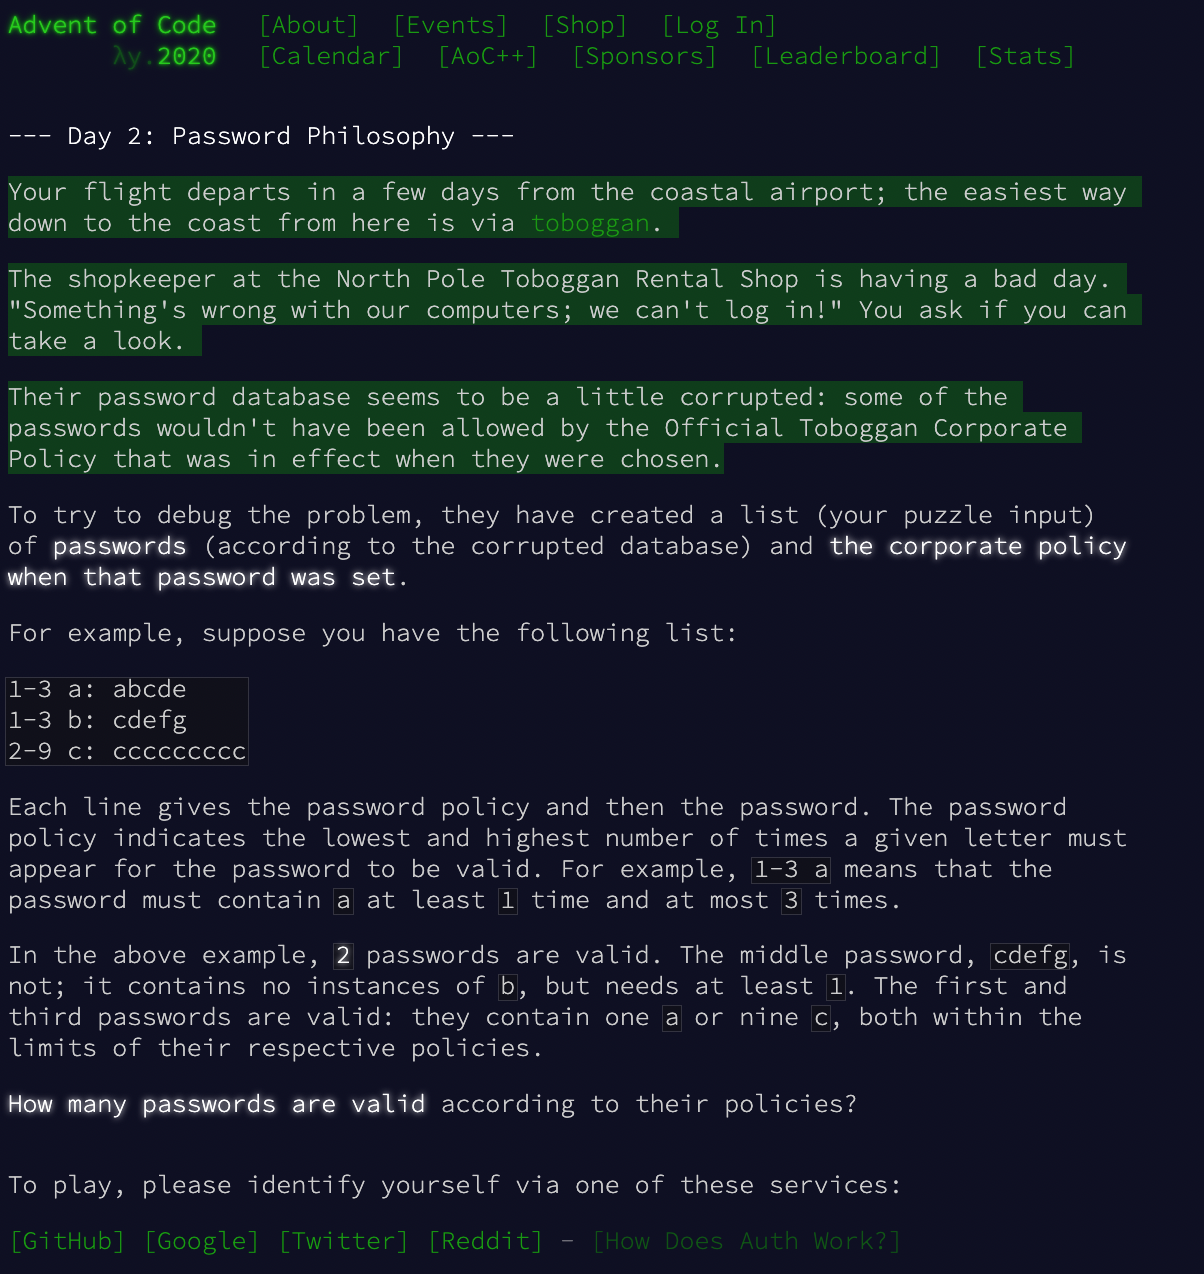 Advent of Code [About] [Events] [Shop] [Log In]
λy.2020 [Calendar] [AoC++] [Sponsors] [Leaderboard] [Stats]
--- Day 2: Password Philosophy ---
Your flight departs in a few days from the coastal airport; the easiest way
down to the coast from here is via toboggan.
The shopkeeper at the North Pole Toboggan Rental Shop is having a bad day.
"Something's wrong with our computers; we can't log in!" You ask if you can
take a look.
Their password database seems to be a little corrupted: some of the
passwords wouldn't have been allowed by the Official Toboggan Corporate
Policy that was in effect when they were chosen.
To try to debug the problem, they have created a list (your puzzle input)
of passwords (according to the corrupted database) and the corporate policy
when that password was set.
For example, suppose you have the following list:
1-3 a: abcde
1-3 b: cdefg
2-9 c: ccccccccc
Each line gives the password policy and then the password. The password
policy indicates the lowest and highest number of times a given letter must
appear for the password to be valid. For example, 1-3 a means that the
password must contain a at least 1 time and at most 3 times.
In the above example, 2 passwords are valid. The middle password, cdefg, is
not; it contains no instances of b, but needs at least 1. The first and
third passwords are valid: they contain one a or nine c, both within the
limits of their respective policies.
How many passwords are valid according to their policies?
To play, please identify yourself via one of these services:
[GitHub] [Google] [Twitter] [Reddit] - [How Does Auth Work?]